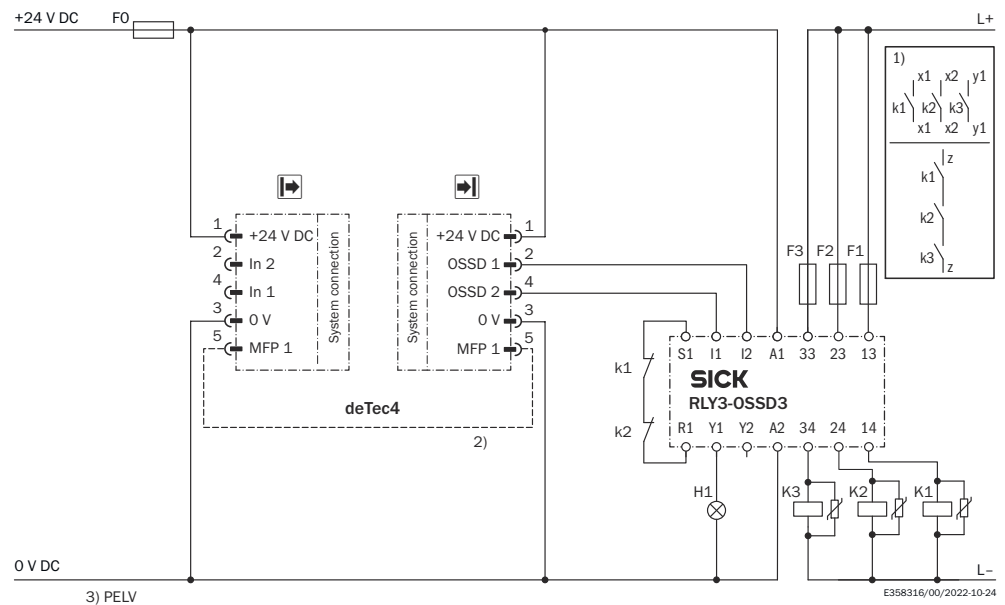 +24 V DC
F0
L+
1)
x1 x2 y1
k1 k2 k3
x1 x2 y1
z
k1
k2
k3
z
F3 F2 F1
1 +24 V DC
2 In 2
4 In 1
3 0 V
5 MFP 1
System connection
System connection
+24 V DC 1
OSSD 1 2
OSSD 2 4
0 V 3
MFP 1 5
deTec4
2)
k1
k2
S1 I1 I2 A1 33 23 13
SICK
RLY3-OSSD3
R1 Y1 Y2 A2 34 24 14
H1
K3 K2 K1
0 V DC
L–
3) PELV
E358316/00/2022-10-24